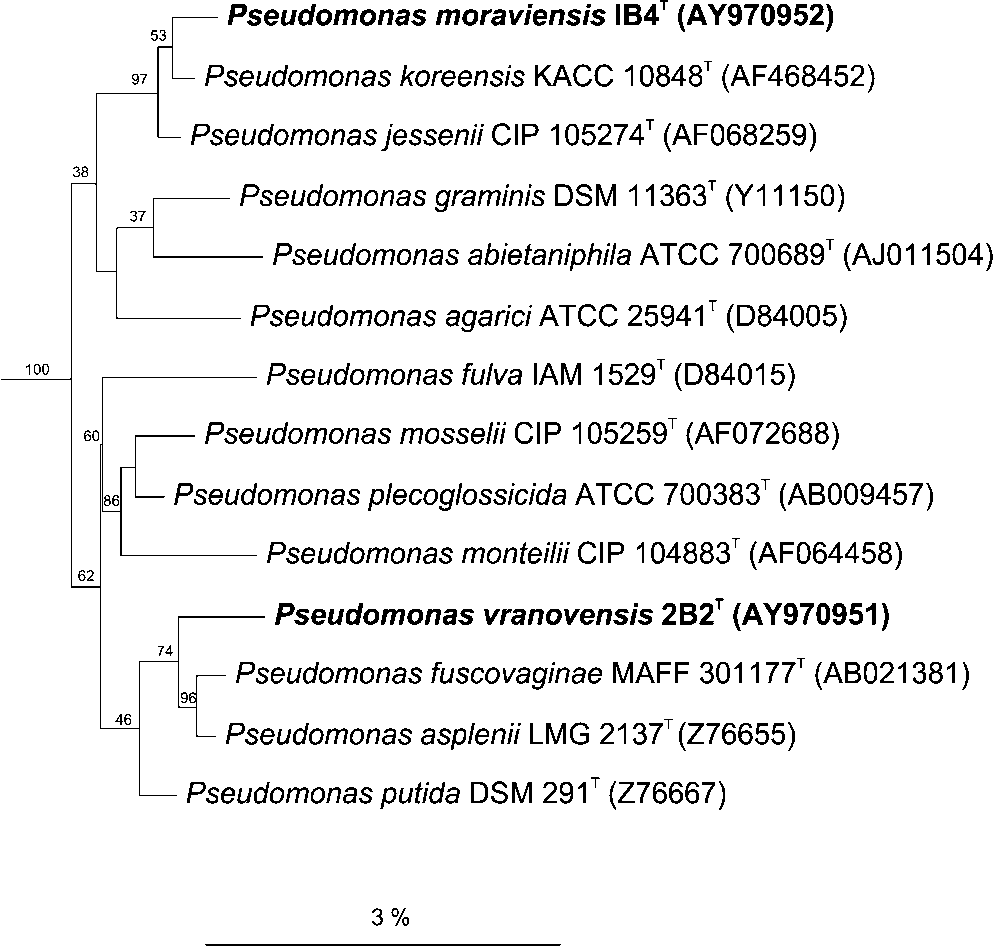 Pseudomonas moraviensis IB4ᵀ (AY970952)
53
Pseudomonas koreensis KACC 10848ᵀ (AF468452)
97
Pseudomonas jessenii CIP 105274ᵀ (AF068259)
38
Pseudomonas graminis DSM 11363ᵀ (Y11150)
37
Pseudomonas abietaniphila ATCC 700689ᵀ (AJ011504)
Pseudomonas agarici ATCC 25941ᵀ (D84005)
100
Pseudomonas fulva IAM 1529ᵀ (D84015)
60
Pseudomonas mosselii CIP 105259ᵀ (AF072688)
86
Pseudomonas plecoglossicida ATCC 700383ᵀ (AB009457)
Pseudomonas monteilii CIP 104883ᵀ (AF064458)
62
Pseudomonas vranovensis 2B2ᵀ (AY970951)
74
Pseudomonas fuscovaginae MAFF 301177ᵀ (AB021381)
96
46
Pseudomonas asplenii LMG 2137ᵀ (Z76655)
Pseudomonas putida DSM 291ᵀ (Z76667)
3 %